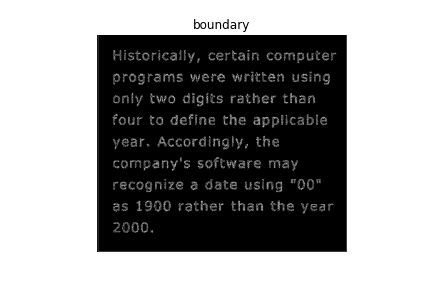 boundary
Historically, certain computer
programs were written using
only two digits rather than
four to define the applicable
year. Accordingly, the
company's software may
recognize a date using "00"
as 1900 rather than the year
2000.